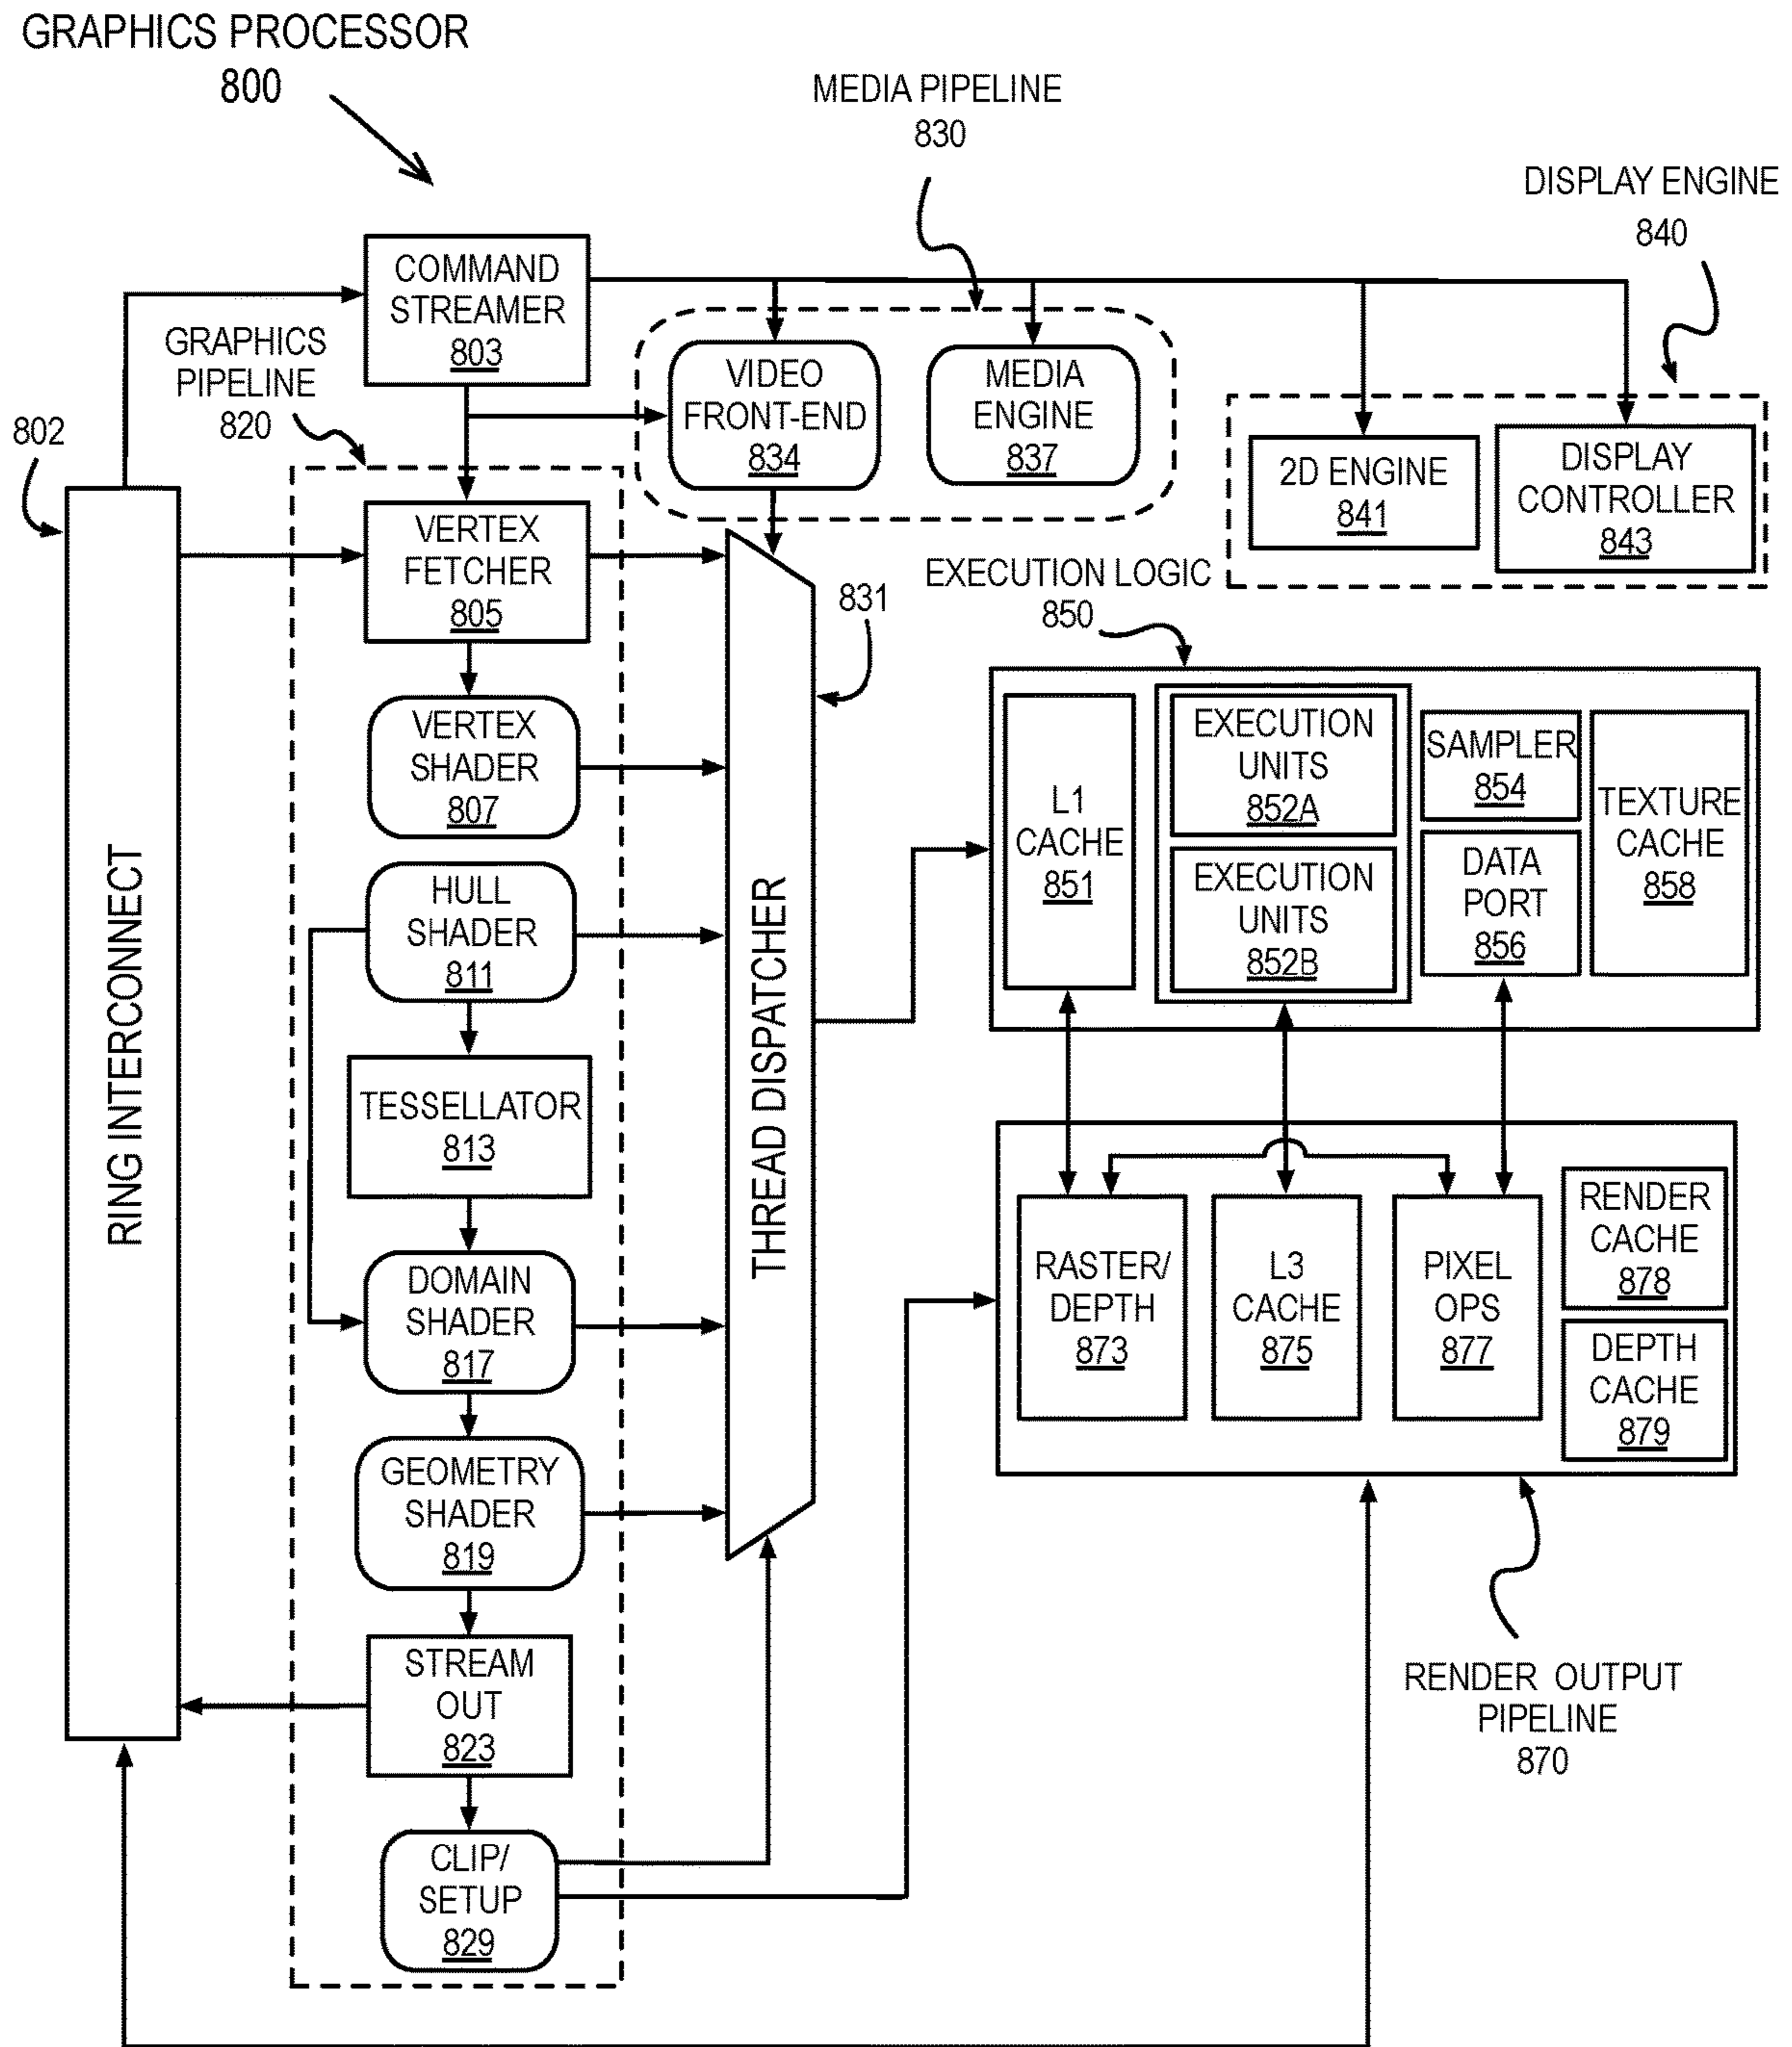 GRAPHICS PROCESSOR
800
MEDIA PIPELINE
830
DISPLAY ENGINE
840
COMMAND
STREAMER
803
GRAPHICS
PIPELINE
820
802
VIDEO
FRONT-END
834
MEDIA
ENGINE
837
2D ENGINE
841
DISPLAY
CONTROLLER
843
RING INTERCONNECT
VERTEX
FETCHER
805
VERTEX
SHADER
807
HULL
SHADER
811
TESSELLATOR
813
DOMAIN
SHADER
817
GEOMETRY
SHADER
819
STREAM
OUT
823
CLIP/
SETUP
829
THREAD DISPATCHER
831
EXECUTION LOGIC
850
L1
CACHE
851
EXECUTION
UNITS
852A
EXECUTION
UNITS
852B
SAMPLER
854
DATA
PORT
856
TEXTURE
CACHE
858
RASTER/
DEPTH
873
L3
CACHE
875
PIXEL
OPS
877
RENDER
CACHE
878
DEPTH
CACHE
879
RENDER OUTPUT
PIPELINE
870